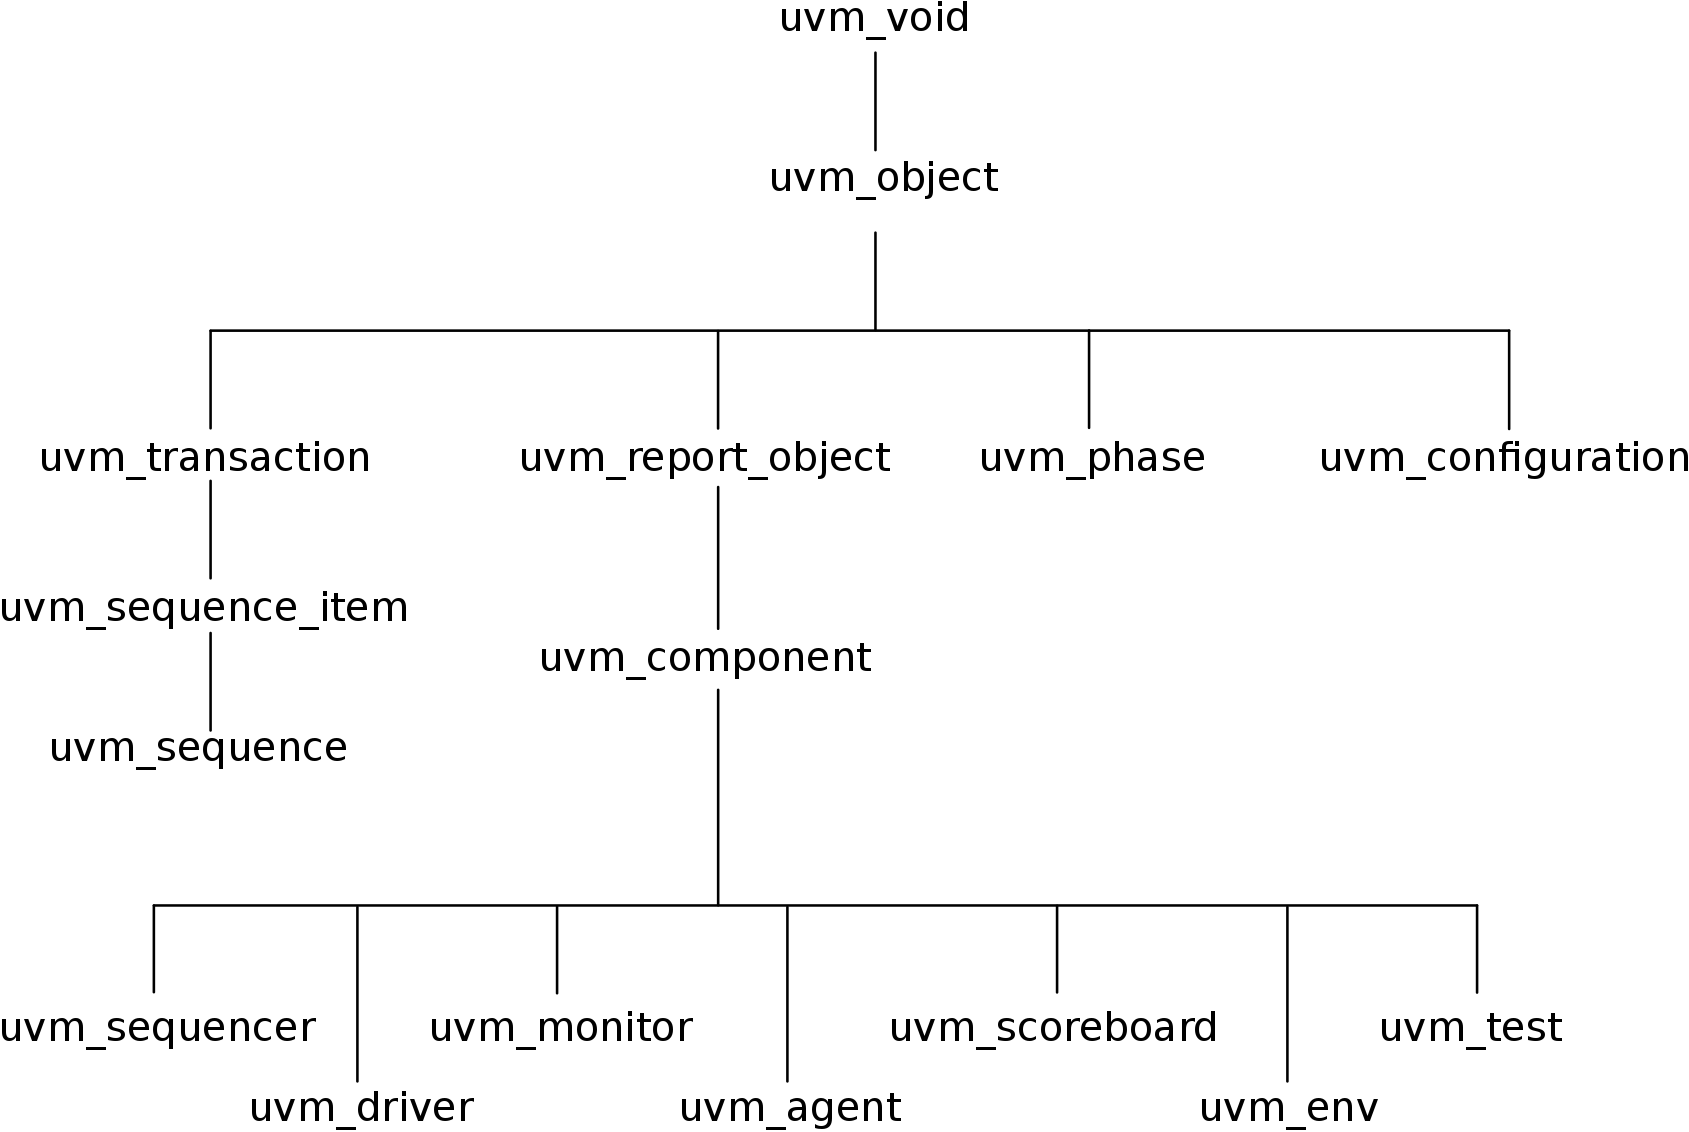 uvm_void
uvm_object
uvm_transaction
uvm_report_object
uvm_phase
uvm_configuration
uvm_sequence_item
uvm_component
uvm_sequence
uvm_sequencer
uvm_monitor
uvm_scoreboard
uvm_test
uvm_driver
uvm_agent
uvm_env